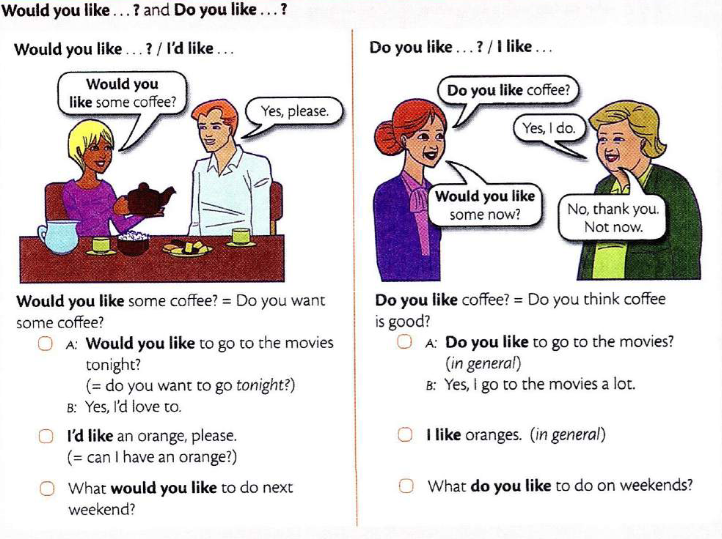 Would you like . . . ? and Do you like . . . ?
Would you like . . . ? / I'd like . . .
Would you
like some coffee?
Yes, please.
Would you like some coffee? = Do you want
some coffee?
A: Would you like to go to the movies
tonight?
(= do you want to go tonight?)
B: Yes, I'd love to.
I'd like an orange, please.
(= can I have an orange?)
What would you like to do next
weekend?
Do you like . . . ? / I like . . .
Do you like coffee?
Yes, I do.
Would you like
some now?
No, thank you.
Not now.
Do you like coffee? = Do you think coffee
is good?
A: Do you like to go to the movies?
(in general)
B: Yes, I go to the movies a lot.
I like oranges. (in general)
What do you like to do on weekends?